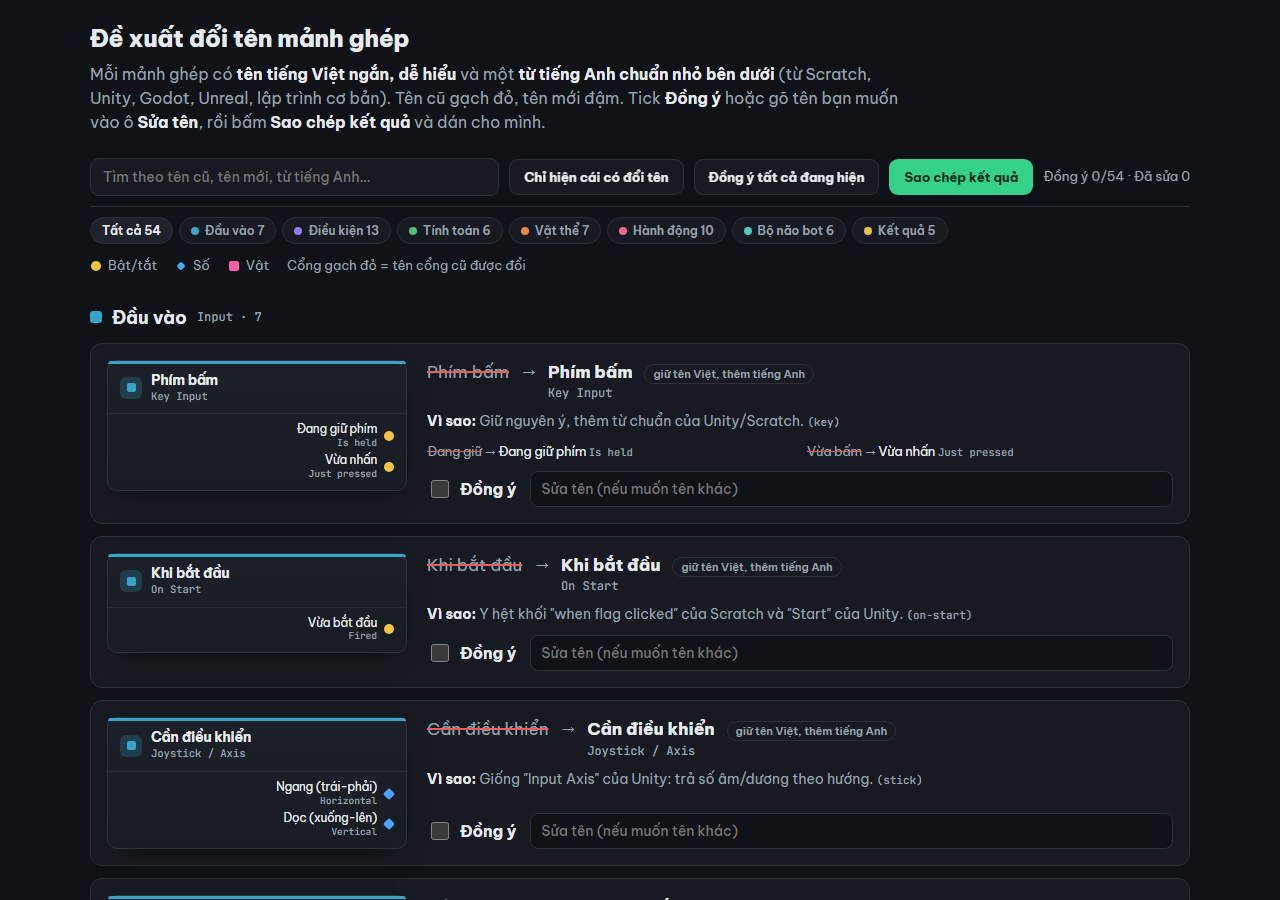 Đề xuất đổi tên mảnh ghép
Mỗi mảnh ghép có tên tiếng Việt ngắn, dễ hiểu và một từ tiếng Anh chuẩn nhỏ bên dưới (từ Scratch,
Unity, Godot, Unreal, lập trình cơ bản). Tên cũ gạch đỏ, tên mới đậm. Tick Đồng ý hoặc gõ tên bạn muốn
vào ô Sửa tên, rồi bấm Sao chép kết quả và dán cho mình.
Tìm theo tên cũ, tên mới, từ tiếng Anh...
Chỉ hiện cái có đổi tên
Đồng ý tất cả đang hiện
Sao chép kết quả
Đồng ý 0/54 · Đã sửa 0
Tất cả 54
Đầu vào 7
Điều kiện 13
Tính toán 6
Vật thể 7
Hành động 10
Bộ não bot 6
Kết quả 5
Bật/tắt
Số
Vật
Cổng gạch đỏ = tên cổng cũ được đổi
Đầu vào Input · 7
Phím bấm
Key Input
Đang giữ phím
Is held
Vừa nhấn
Just pressed
Phím bấm → Phím bấm giữ tên Việt, thêm tiếng Anh
Key Input
Vì sao: Giữ nguyên ý, thêm từ chuẩn của Unity/Scratch. (key)
Đang giữ → Đang giữ phím Is held
Vừa bấm → Vừa nhấn Just pressed
Đồng ý
Sửa tên (nếu muốn tên khác)
Khi bắt đầu
On Start
Vừa bắt đầu
Fired
Khi bắt đầu → Khi bắt đầu giữ tên Việt, thêm tiếng Anh
On Start
Vì sao: Y hệt khối "when flag clicked" của Scratch và "Start" của Unity. (on-start)
Đồng ý
Sửa tên (nếu muốn tên khác)
Cần điều khiển
Joystick / Axis
Ngang (trái-phải)
Horizontal
Dọc (xuống-lên)
Vertical
Cần điều khiển → Cần điều khiển giữ tên Việt, thêm tiếng Anh
Joystick / Axis
Vì sao: Giống "Input Axis" của Unity: trả số âm/dương theo hướng. (stick)
Đồng ý
Sửa tên (nếu muốn tên khác)